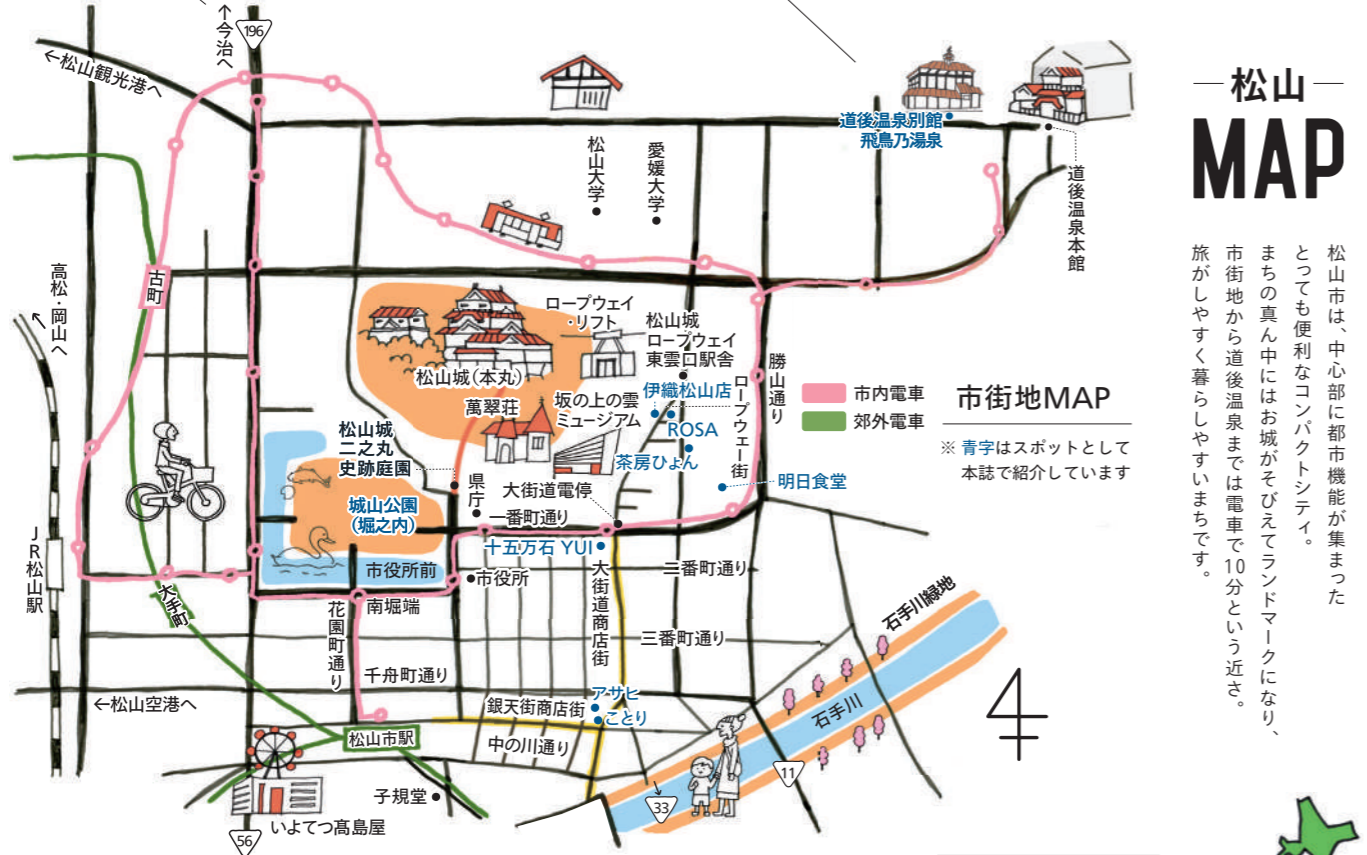 松山
MAP
松山市は、中心部に都市機能が集まった
とっても便利なコンパクトシティ。
まちの真ん中にはお城がそびえてランドマークになり、
市街地から道後温泉までは電車で10分という近さ。
旅がしやすく暮らしやすいまちです。
市内電車
郊外電車
市街地MAP
※ 青字はスポットとして
本誌で紹介しています
↑今治へ
196
←松山観光港へ
道後温泉別館
飛鳥乃湯泉
道後温泉本館
松山大学
愛媛大学
古町
高松・岡山へ
←
ロープウェイ
・リフト
松山城
ロープウェイ
東雲口駅舎
勝山通り
ロープウェー街
松山城（本丸）
伊織松山店
萬翠荘
坂の上の雲
ミュージアム
ROSA
茶房ひょん
明日食堂
松山城
二之丸
史跡庭園
県庁
大街道電停
城山公園
（堀之内）
一番町通り
十五万石 YUI
市役所前
市役所
二番町通り
大街道商店街
JR松山駅
大手町
花園町通り
南堀端
三番町通り
石手川緑地
千舟町通り
←松山空港へ
銀天街商店街
アサヒ
ことり
石手川
松山市駅
中の川通り
11
33
子規堂
いよてつ髙島屋
56